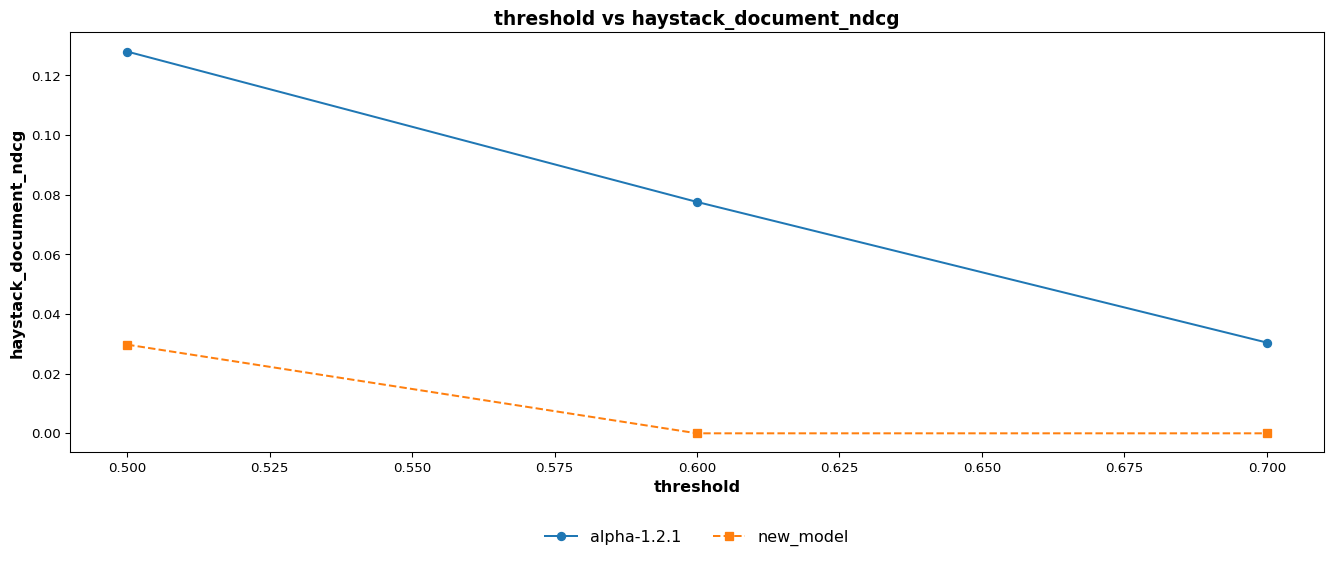 threshold vs haystack_document_ndcg
haystack_document_ndcg
0.12
0.10
0.08
0.06
0.04
0.02
0.00
0.500 0.525 0.550 0.575 0.600 0.625 0.650 0.675 0.700
threshold
alpha-1.2.1 new_model